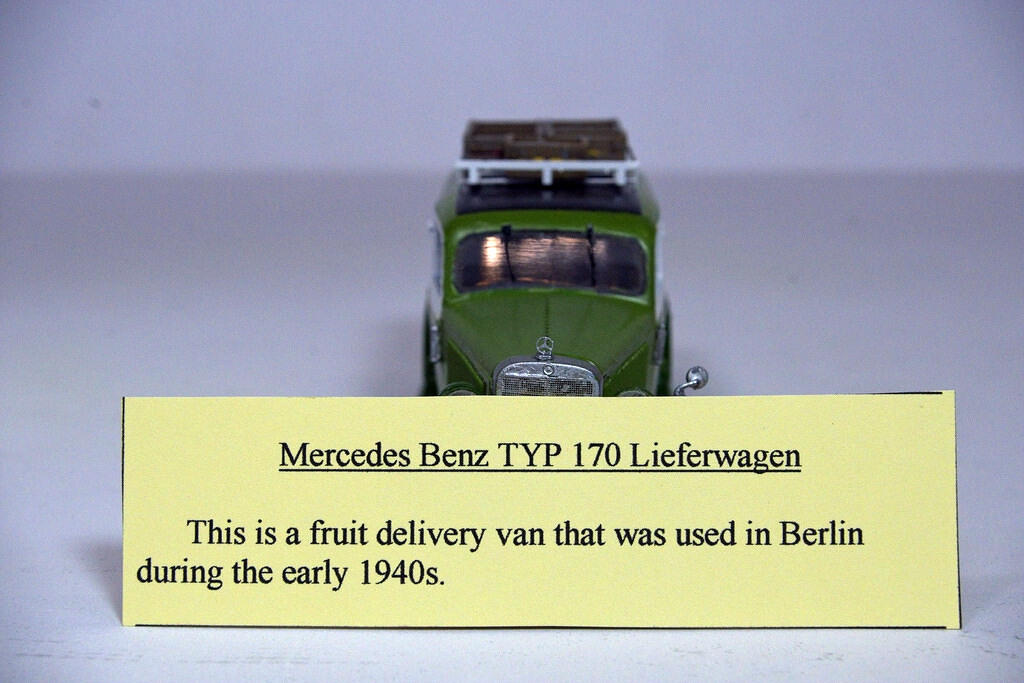 Mercedes Benz TYP 170 Lieferwagen
This is a fruit delivery van that was used in Berlin
during the early 1940s.